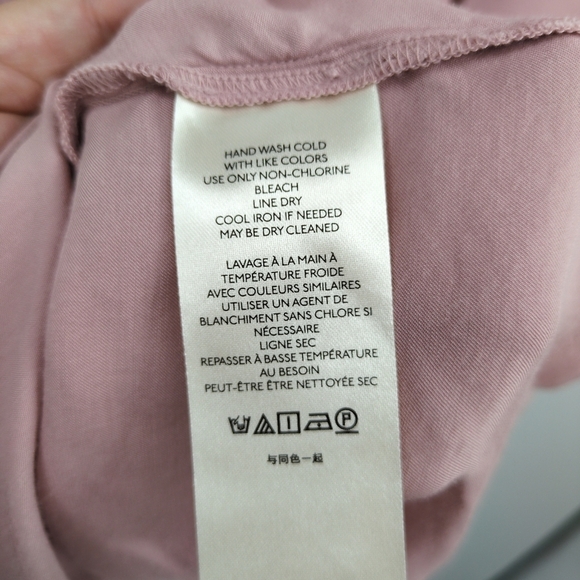 HAND WASH COLD
WITH LIKE COLORS
USE ONLY NON-CHLORINE
BLEACH
LINE DRY
COOL IRON IF NEEDED
MAY BE DRY CLEANED
LAVAGE À LA MAIN À
TEMPÉRATURE FROIDE
AVEC COULEURS SIMILAIRES
UTILISER UN AGENT DE
BLANCHIMENT SANS CHLORE SI
NÉCESSAIRE
LIGNE SEC
REPASSER À BASSE TEMPÉRATURE
AU BESOIN
PEUT-ÊTRE ÊTRE NETTOYÉE SEC
P
与同色一起